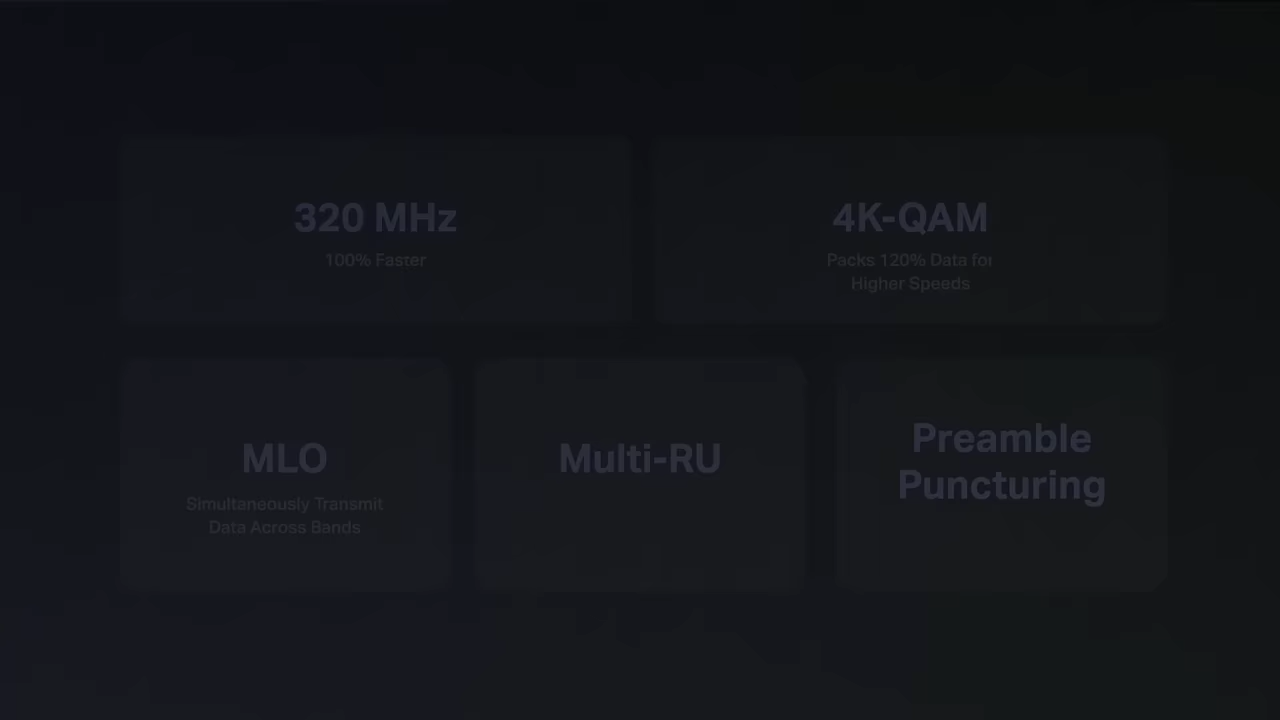 320 MHz
100% Faster
4K-QAM
Packs 120% Data for
Higher Speeds
MLO
Simultaneously Transmit
Data Across Bands
Multi-RU
Preamble
Puncturing